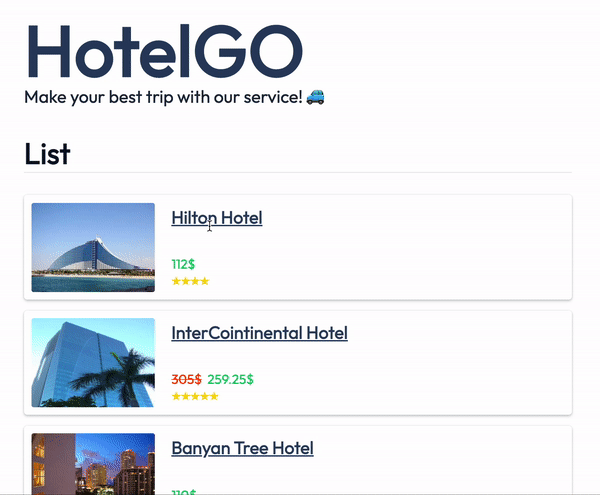 HotelGO
Make your best trip with our service! 🚙
List
Hilton Hotel
112$
★★★★
InterCointinental Hotel
305$ 259.25$
★★★★★
Banyan Tree Hotel